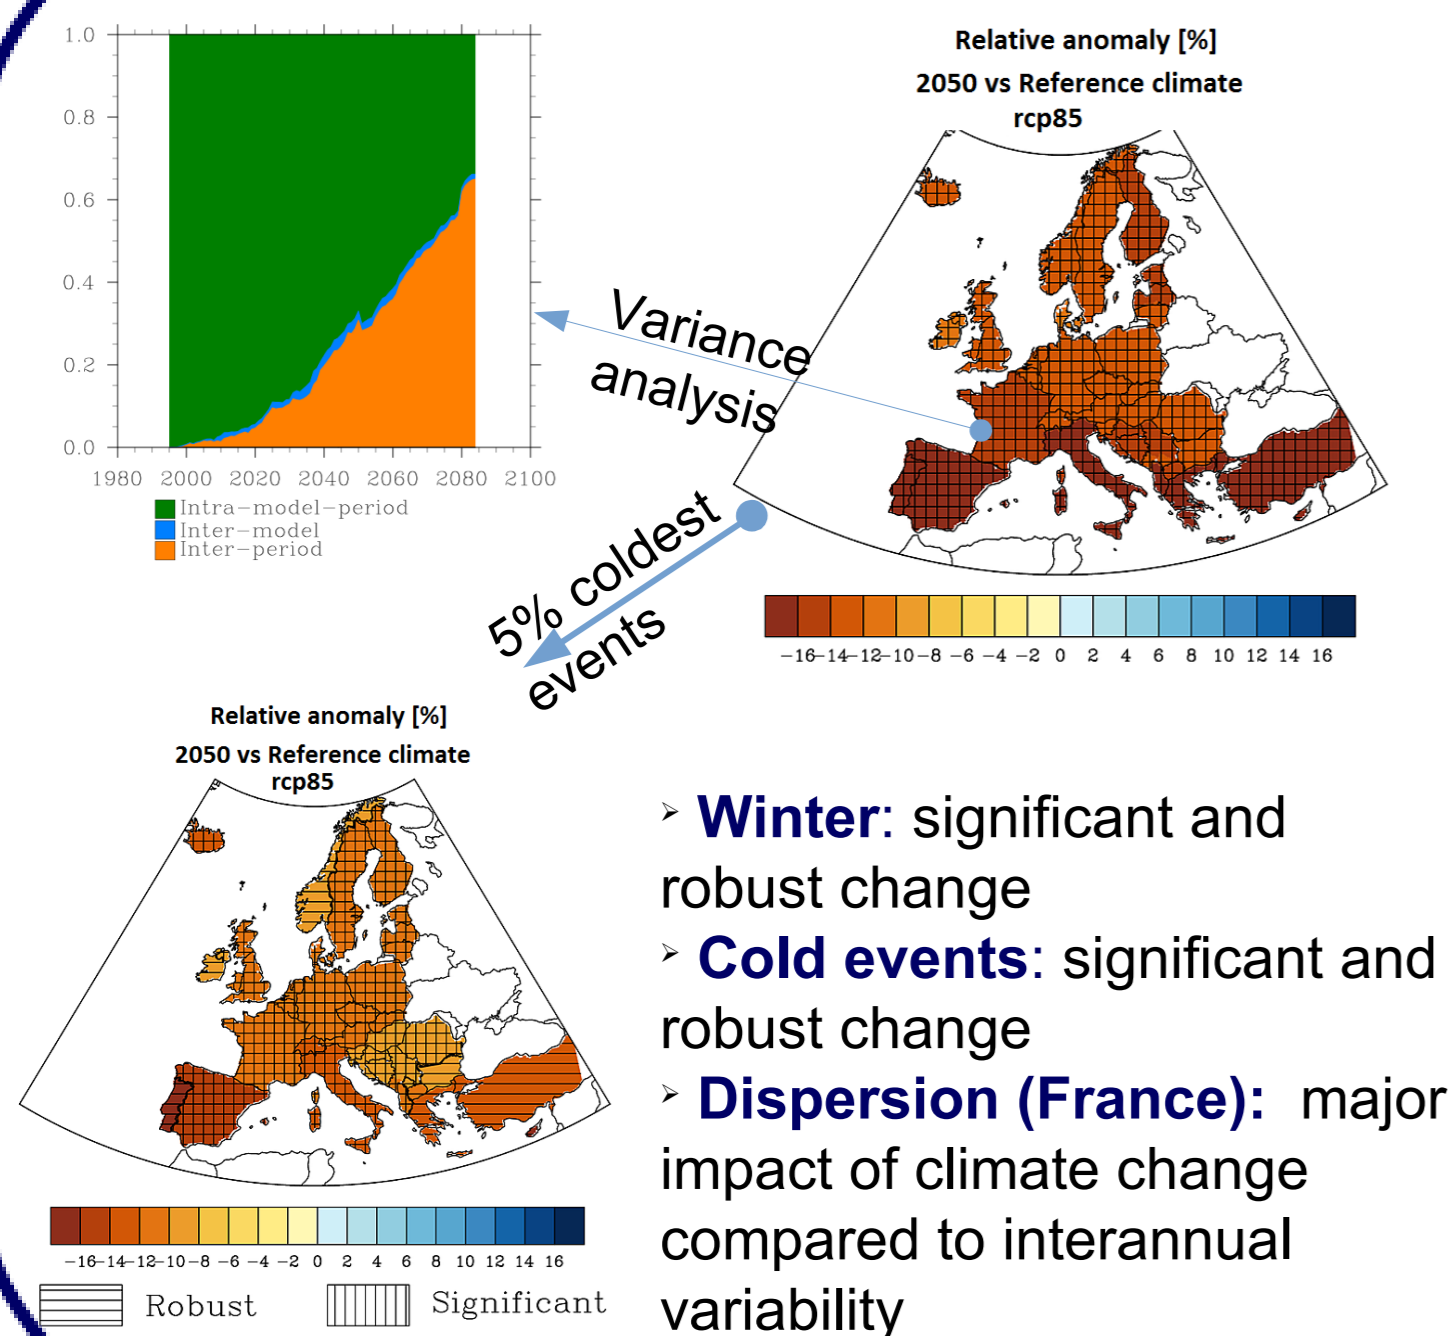 1.0
0.8
0.6
0.4
0.2
0.0
1980 2000 2020 2040 2060 2080 2100
Intra-model-period
Inter-model
Inter-period
Relative anomaly [%]
2050 vs Reference climate
rcp85
Variance
analysis
5% coldest
events
-16-14-12-10-8 -6 -4 -2 0 2 4 6 8 10 12 14 16
Relative anomaly [%]
2050 vs Reference climate
rcp85
-16-14-12-10-8 -6 -4 -2 0 2 4 6 8 10 12 14 16
Robust
Significant
Winter: significant and
robust change
Cold events: significant and
robust change
Dispersion (France): major
impact of climate change
compared to interannual
variability